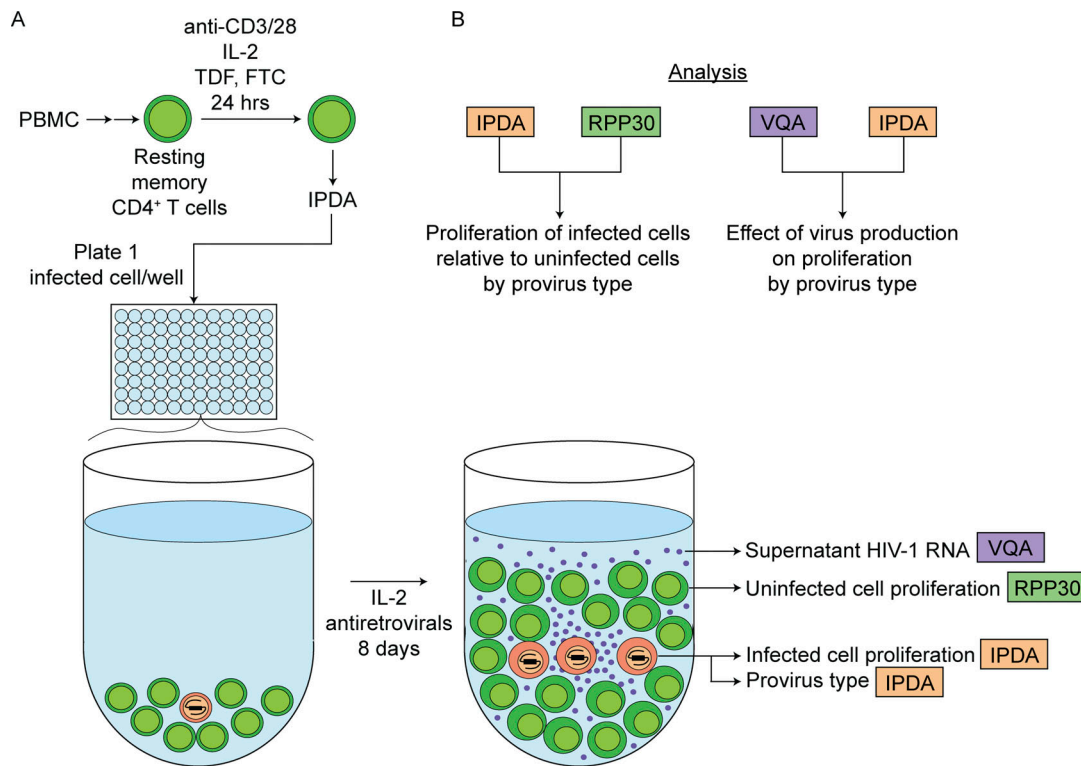 A
anti-CD3/28
IL-2
TDF, FTC
24 hrs
PBMC
Resting
memory
CD4⁺ T cells
IPDA
Plate 1
infected cell/well
IL-2
antiretrovirals
8 days
B
Analysis
IPDA
RPP30
VQA
IPDA
Proliferation of infected cells
relative to uninfected cells
by provirus type
Effect of virus production
on proliferation
by provirus type
Supernatant HIV-1 RNA VQA
Uninfected cell proliferation RPP30
Infected cell proliferation IPDA
Provirus type IPDA